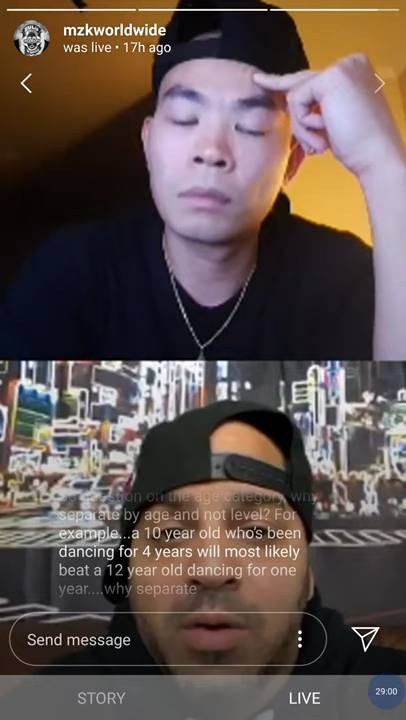 mzkworldwide
was live • 17h ago
question on the age category, why
separate by age and not level? For
example...a 10 year old who's been
dancing for 4 years will most likely
beat a 12 year old dancing for one
year....why separate
Send message
STORY
LIVE
29:00